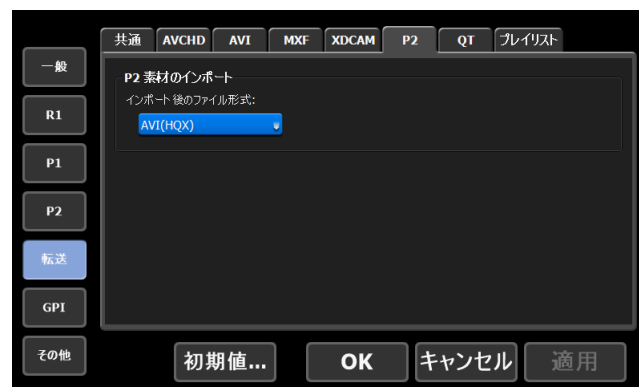 共通 AVCHD AVI MXF XDCAM P2 QT プレイリスト
一般
P2 素材のインポート
インポート後のファイル形式:
AVI(HQX)
R1
P1
P2
転送
GPI
その他
初期値... OK キャンセル 適用